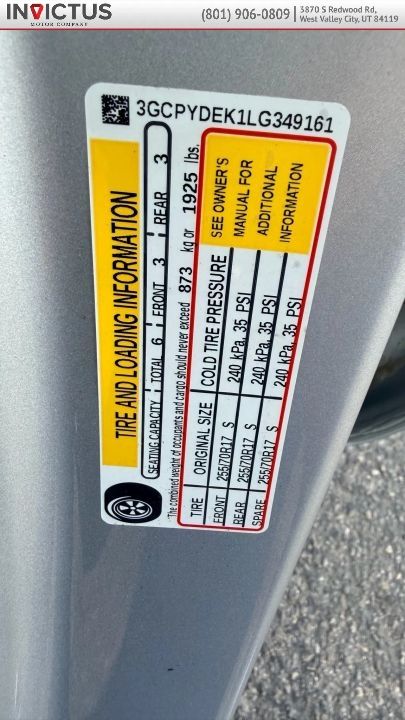 INVICTUS
MOTOR COMPANY
(801) 906-0809
3870 S Redwood Rd,
West Valley City, UT 84119
3GCPYDEK1LG349161
TIRE AND LOADING INFORMATION
SEATING CAPACITY TOTAL 6 FRONT 3 REAR 3
The combined weight of occupants and cargo should never exceed 873 kg or 1925 lbs.
TIRE ORIGINAL SIZE COLD TIRE PRESSURE
FRONT 255/70R17 S 240 kPa, 35 PSI
REAR 255/70R17 S 240 kPa, 35 PSI
SPARE 255/70R17 S 240 kPa, 35 PSI
SEE OWNER'S
MANUAL FOR
ADDITIONAL
INFORMATION